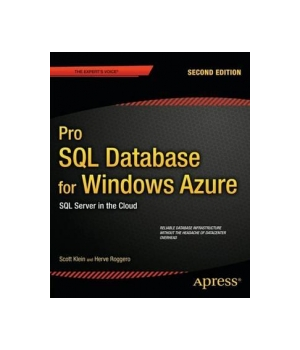 THE EXPERT'S VOICE®
SECOND EDITION
Pro
SQL Database
for Windows Azure
SQL Server in the Cloud
RELIABLE DATABASE INFRASTRUCTURE
WITHOUT THE HEADACHE OF DATACENTER
OVERHEAD
Scott Klein and Herve Roggero
Apress®